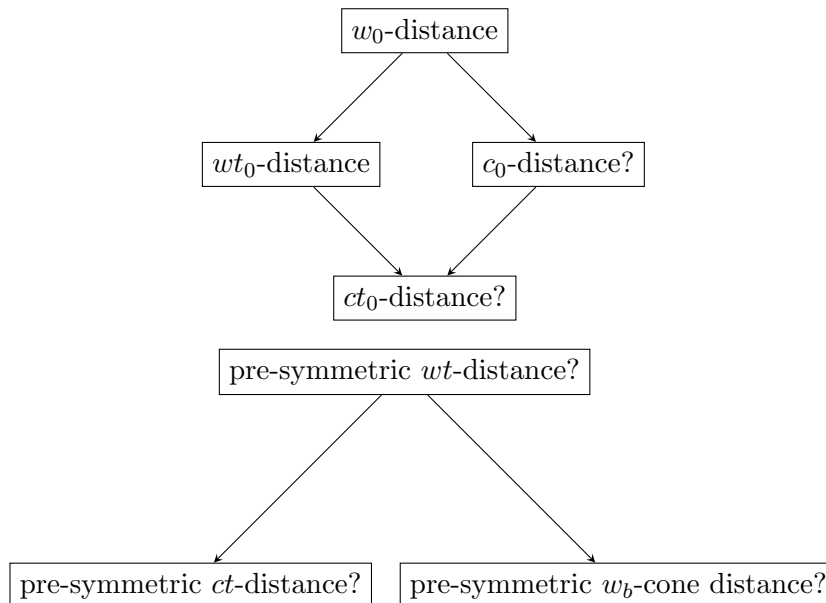 w₀-distance
wt₀-distance
c₀-distance?
ct₀-distance?
pre-symmetric wt-distance?
pre-symmetric ct-distance?
pre-symmetric w_b-cone distance?